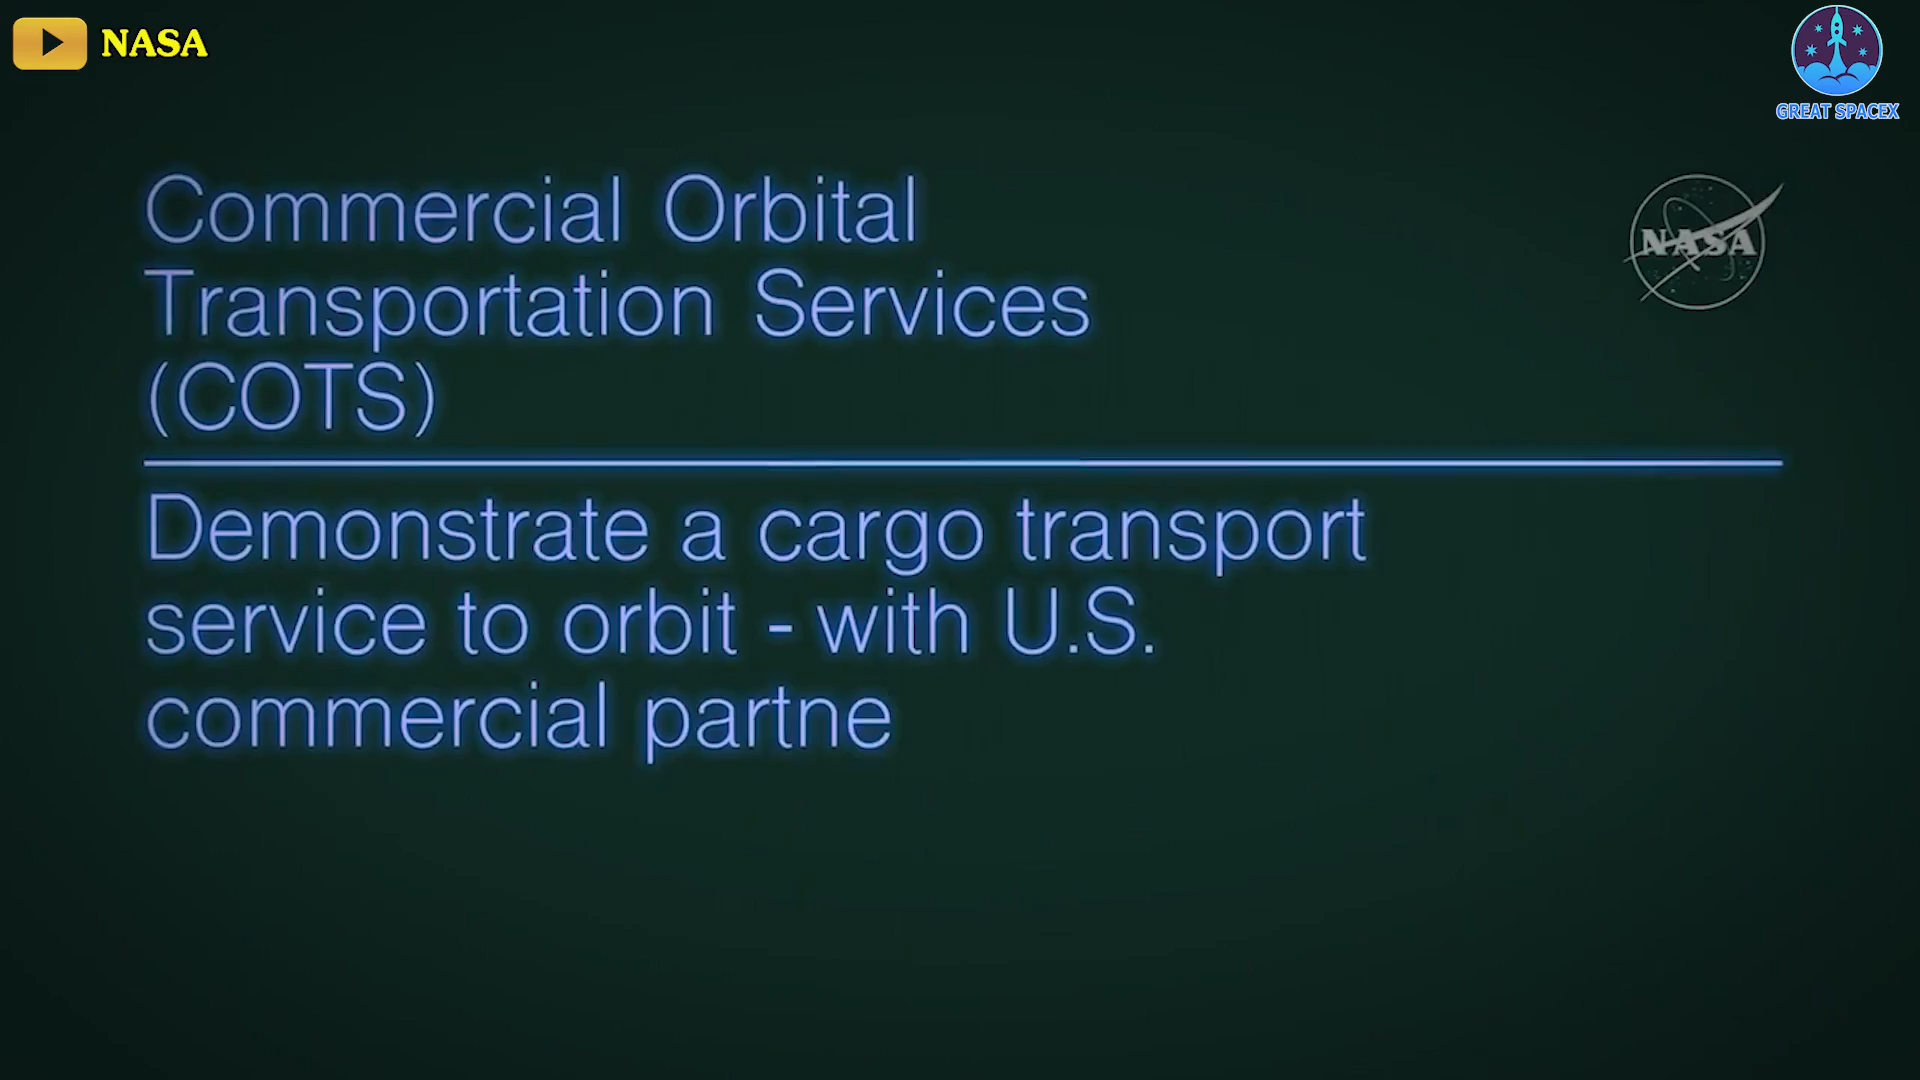 NASA
GREAT SPACEX
NASA
Commercial Orbital
Transportation Services
(COTS)
Demonstrate a cargo transport
service to orbit - with U.S.
commercial partne